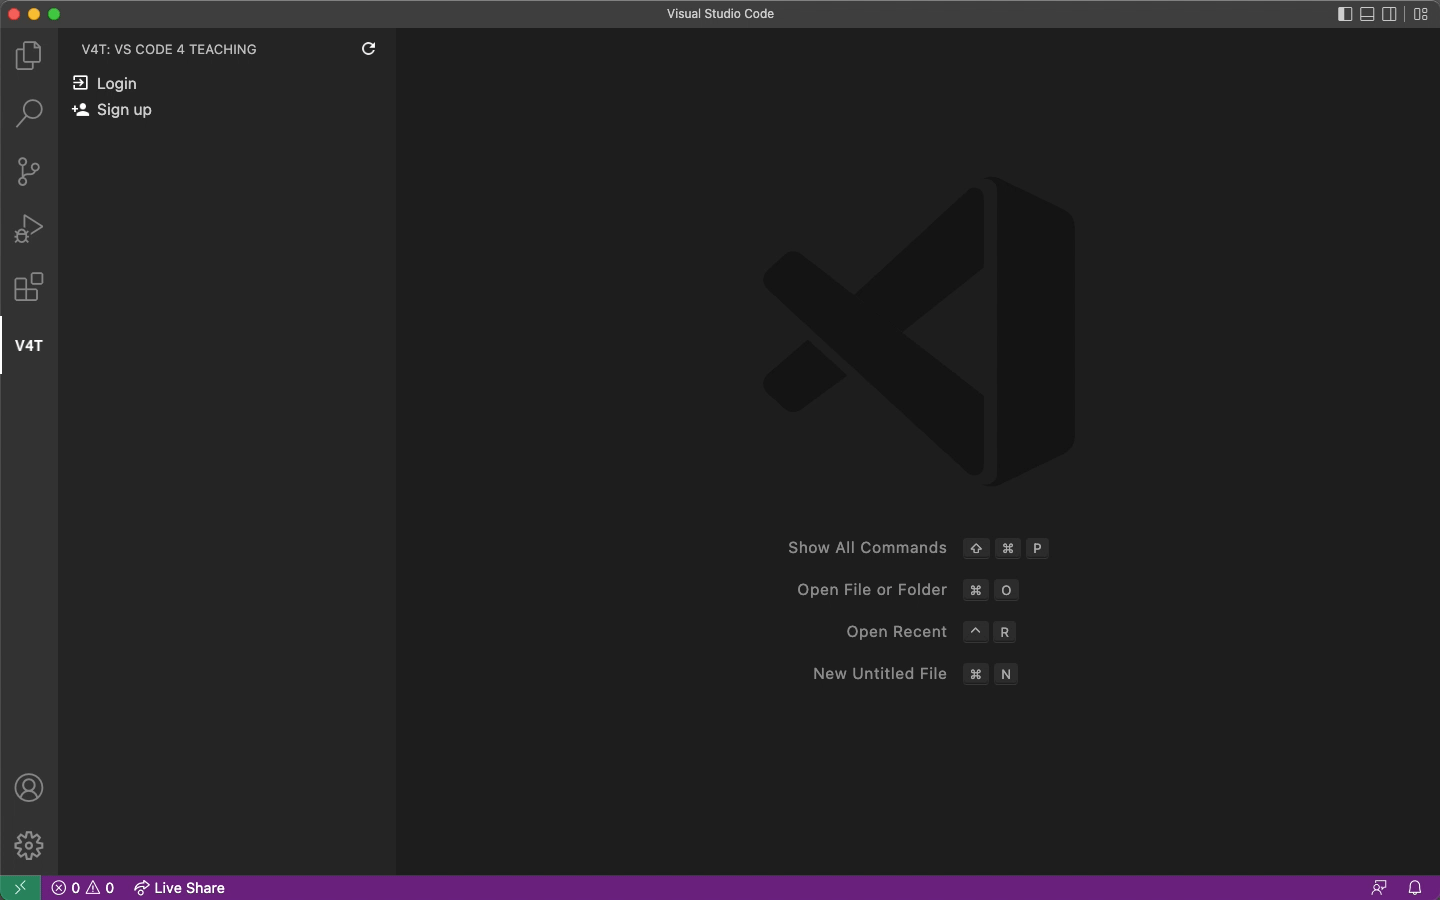 Visual Studio Code
V4T: VS CODE 4 TEACHING
Login
Sign up
V4T
Show All Commands ⇧ ⌘ P
Open File or Folder ⌘ O
Open Recent ^ R
New Untitled File ⌘ N
0 0 Live Share